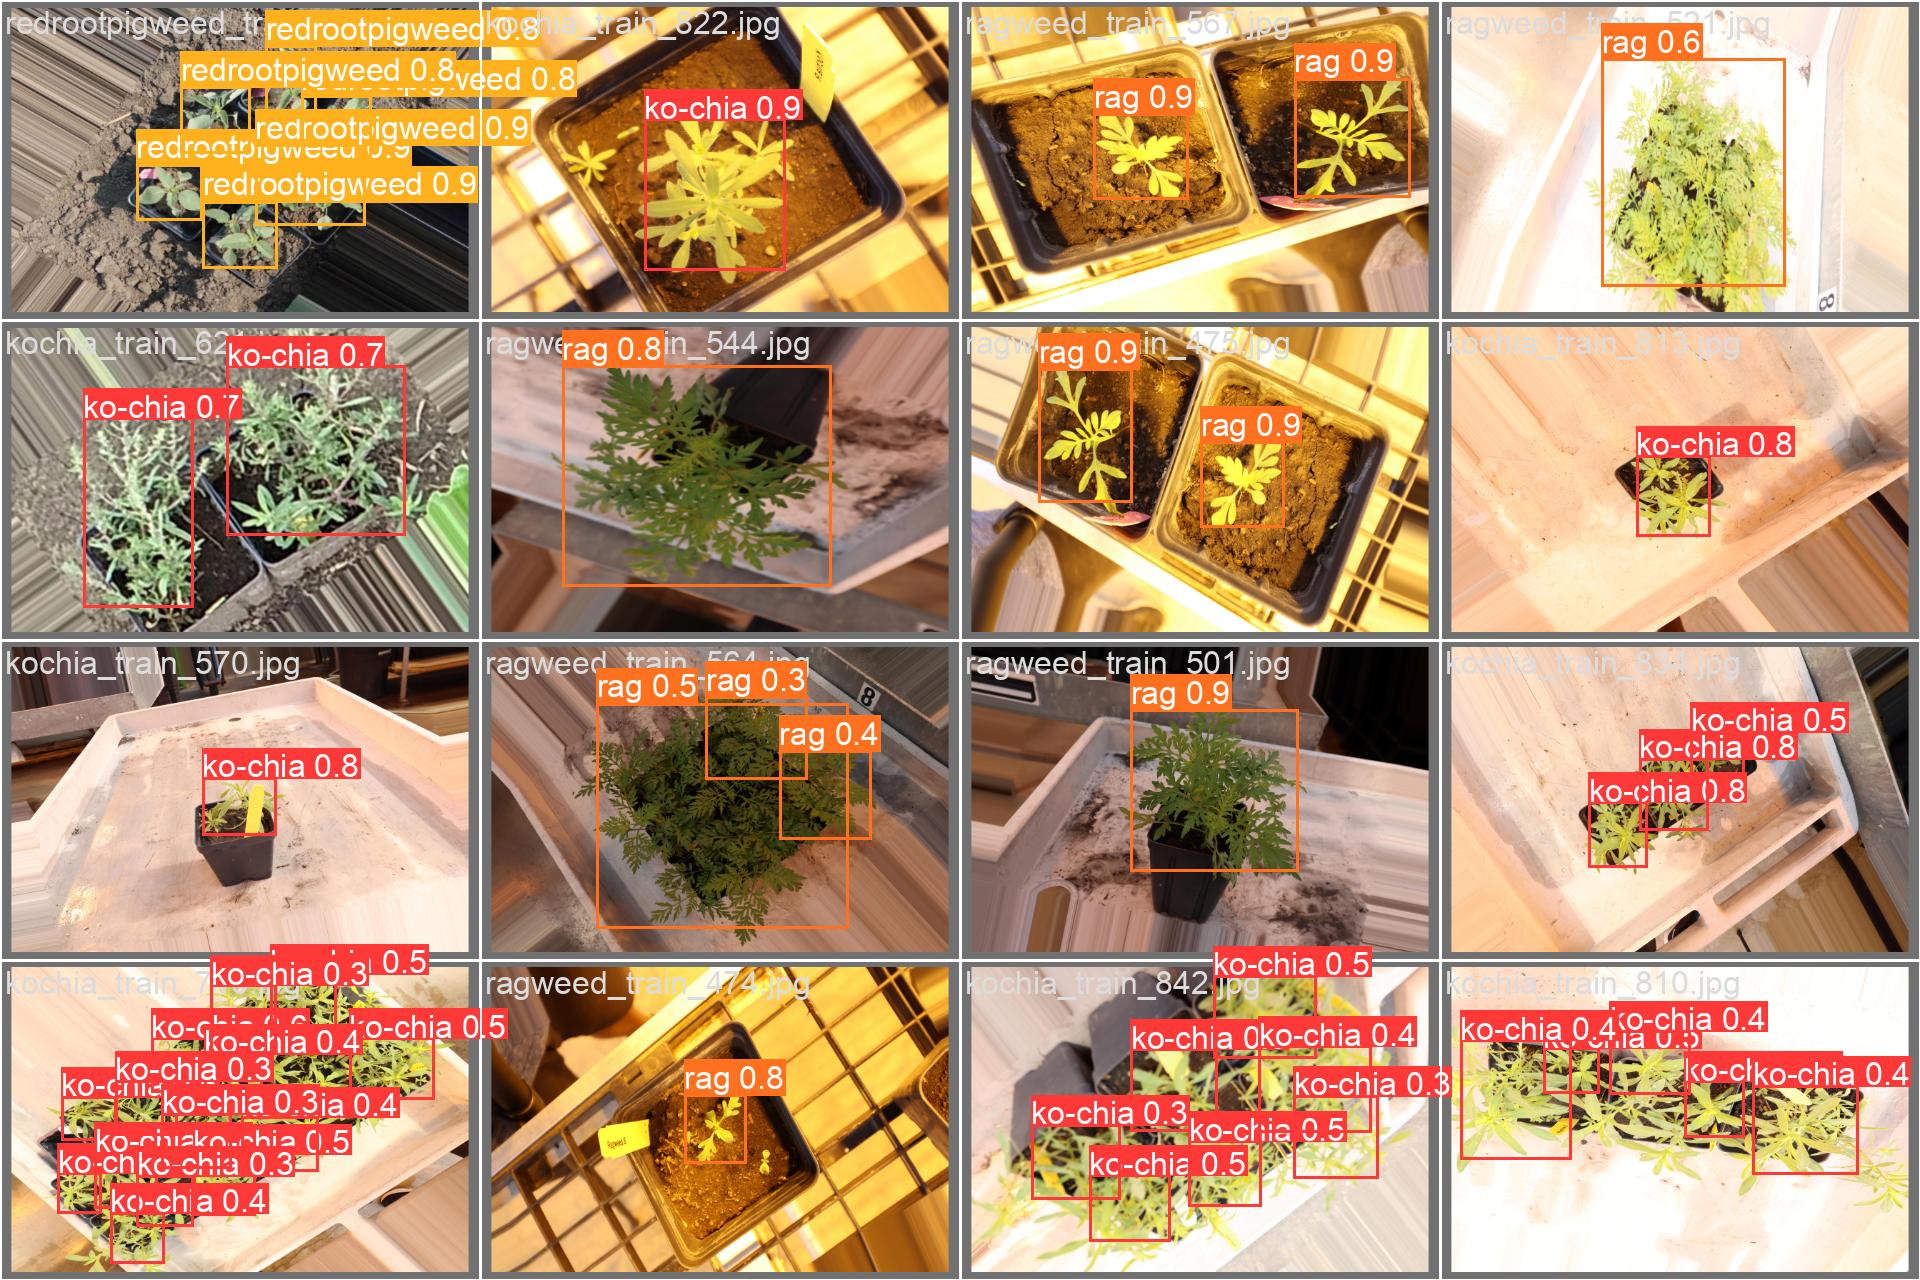 redrootpigweed_tr
redrootpigweed 0.8
redrootpigweed 0.8
weed 0.8
redrootpigweed 0.9
redrootpigweed 0.9
redrootpigweed 0.9
kochia_train_822.jpg
ko-chia 0.9
ragweed_train_567.jpg
rag 0.9
rag 0.9
ragweed_train_521.jpg
rag 0.6
8
kochia_train_62
ko-chia 0.7
ko-chia 0.7
ragwe
in_544.jpg
rag 0.8
ragw
in_475.jpg
rag 0.9
rag 0.9
kochia_train_813.jpg
ko-chia 0.8
kochia_train_570.jpg
ko-chia 0.8
ragweed_train_564.jpg
rag 0.5
rag 0.3
rag 0.4
8
ragweed_train_501.jpg
rag 0.9
kochia_train_834.jpg
ko-chia 0.5
ko-chia 0.8
ko-chia 0.8
kochia_train_7
0.5
ko-chia 0.3
ko-chia 0.5
ko-chia 0.4
ko-chia 0.3
ko-chia 0.3
ia 0.4
ko-chia 0.5
ko-ch
ko-chia 0.3
ko-chia 0.4
ragweed_train_474.jpg
rag 0.8
kochia_train_842.jpg
ko-chia 0.5
ko-chia 0
ko-chia 0.4
ko-chia 0.3
ko-chia 0.3
ko-chia 0.5
ko-chia 0.5
kochia_train_810.jpg
ko-chia 0.4
ko-chia 0.4
0.5
ko-ch
ko-chia 0.4